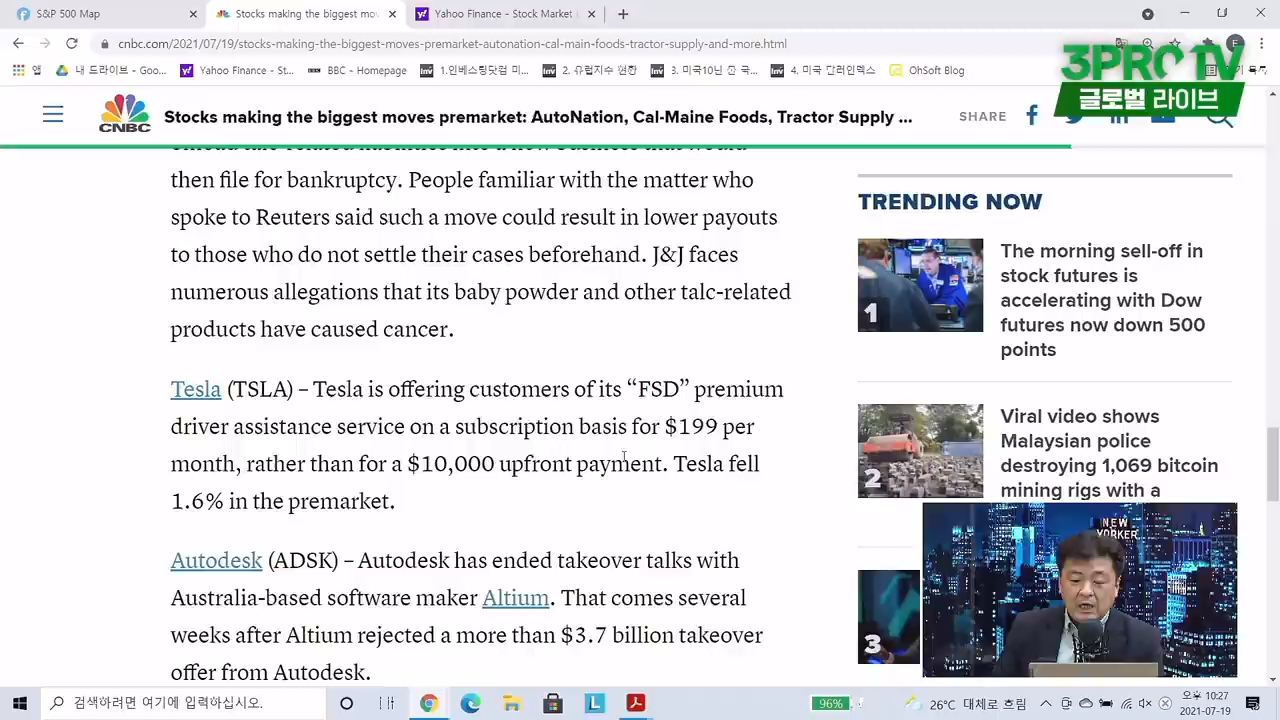 S&P 500 Map
Stocks making the biggest mov
Yahoo Finance - Stock Market
cnbc.com/2021/07/19/stocks-making-the-biggest-moves-premarket-autonation-cal-main-foods-tractor-supply-and-more.html
앱
내 드라이브 - Goo...
Yahoo Finance - St...
BBC - Homepage
1.인베스팅닷컴 미...
2. 유럽지수 현황
3. 미국10년 만 국...
4. 미국 달러인덱스
OhSoft Blog
3PROTV
글로벌 라이브
CNBC
Stocks making the biggest moves premarket: AutoNation, Cal-Maine Foods, Tractor Supply ...
SHARE
then file for bankruptcy. People familiar with the matter who
spoke to Reuters said such a move could result in lower payouts
to those who do not settle their cases beforehand. J&J faces
numerous allegations that its baby powder and other talc-related
products have caused cancer.
Tesla (TSLA) – Tesla is offering customers of its “FSD” premium
driver assistance service on a subscription basis for $199 per
month, rather than for a $10,000 upfront payment. Tesla fell
1.6% in the premarket.
Autodesk (ADSK) – Autodesk has ended takeover talks with
Australia-based software maker Altium. That comes several
weeks after Altium rejected a more than $3.7 billion takeover
offer from Autodesk.
TRENDING NOW
1
The morning sell-off in
stock futures is
accelerating with Dow
futures now down 500
points
2
Viral video shows
Malaysian police
destroying 1,069 bitcoin
mining rigs with a
3
NEW
YORKER
검색하려면 여기에 입력하십시오.
96%
26°C 대체로 흐림
오후 10:27
2021-07-19